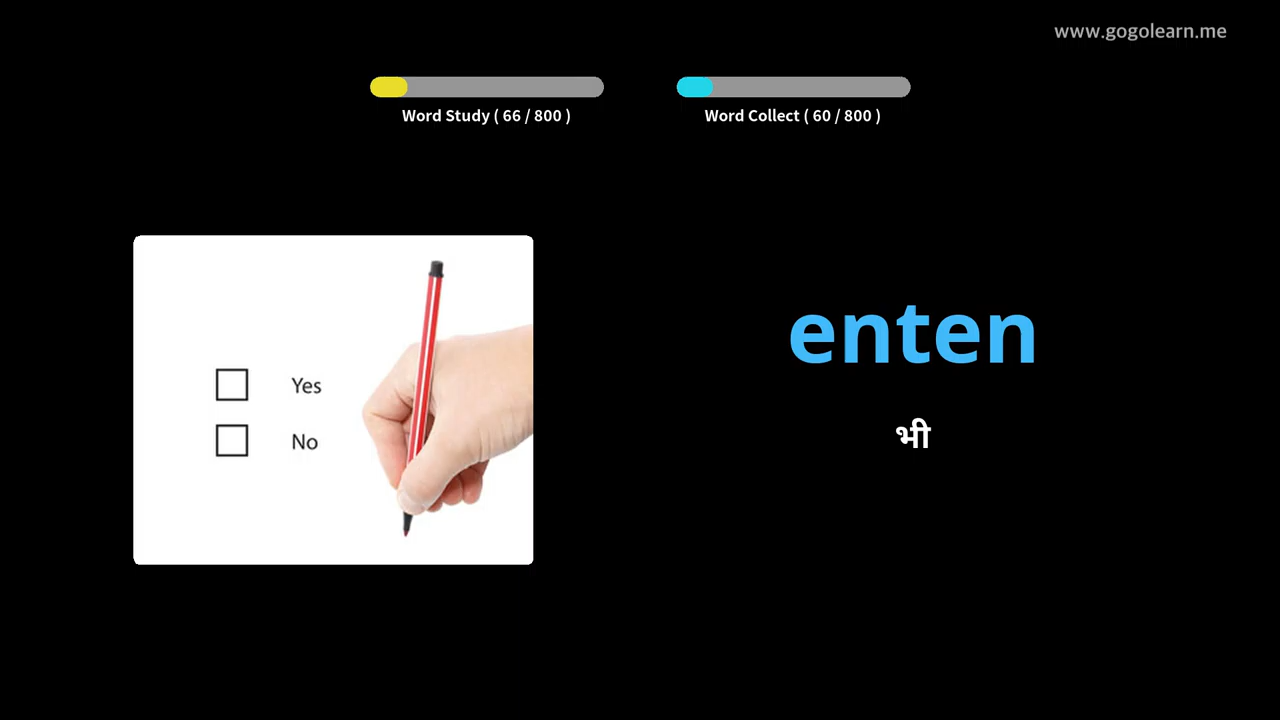 www.gogolearn.me
Word Study ( 66 / 800 )
Word Collect ( 60 / 800 )
Yes
No
enten
भी